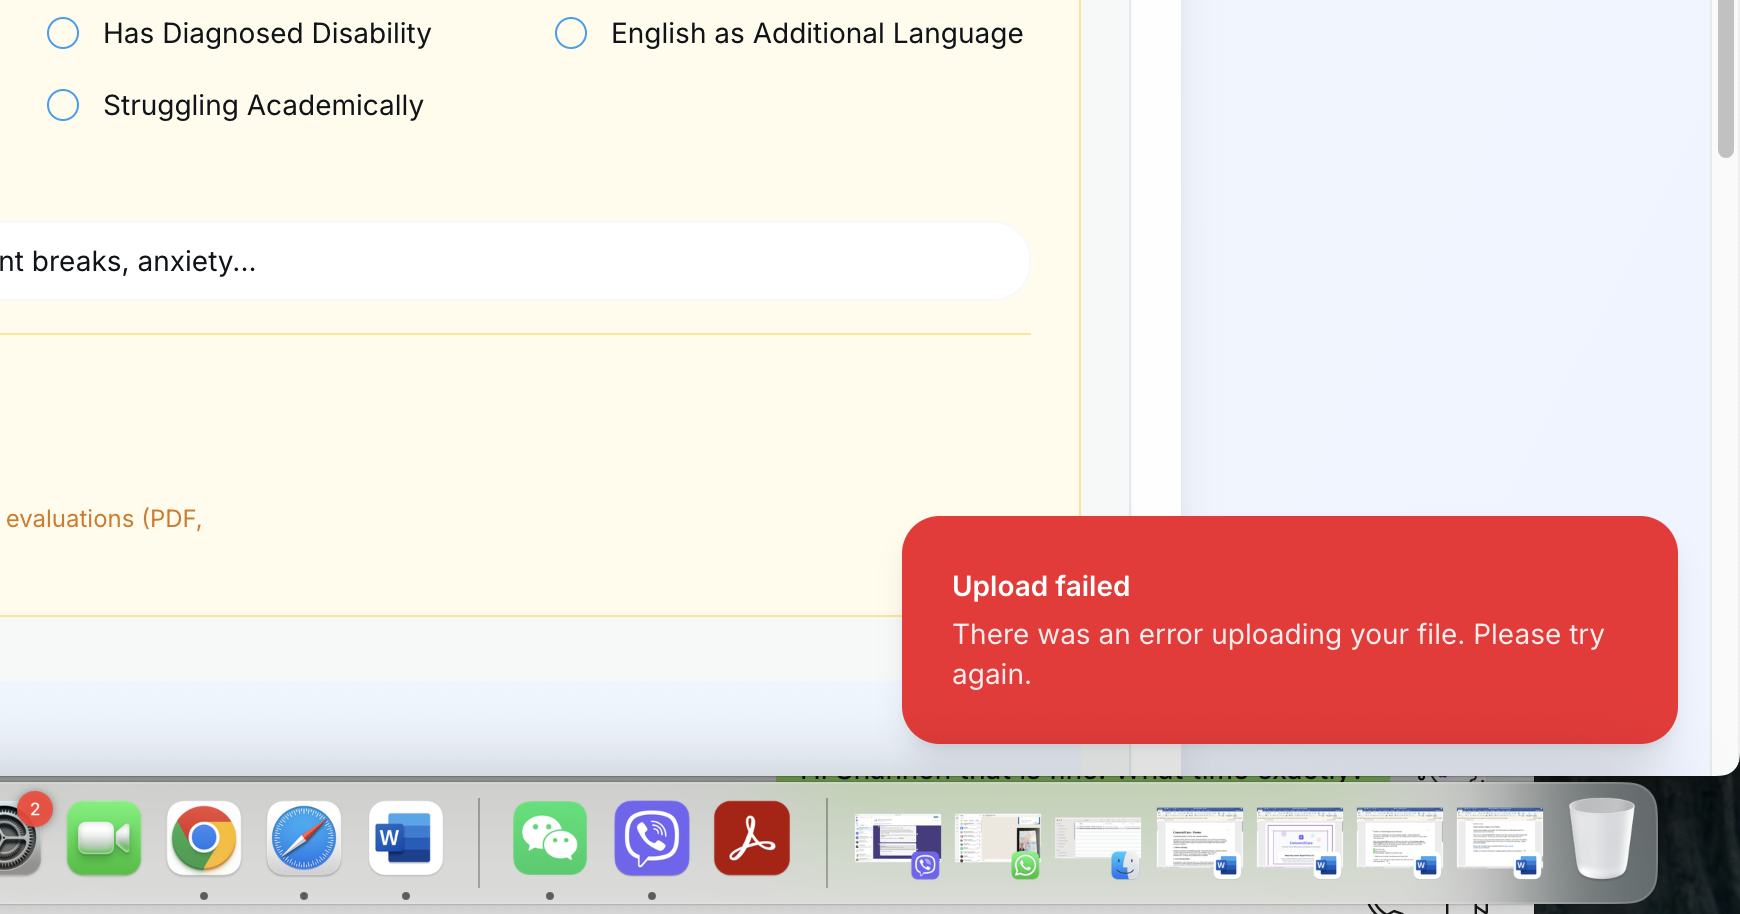 Has Diagnosed Disability
English as Additional Language
Struggling Academically
nt breaks, anxiety...
evaluations (PDF,
Upload failed
There was an error uploading your file. Please try
again.
2
W
W
W
W
W